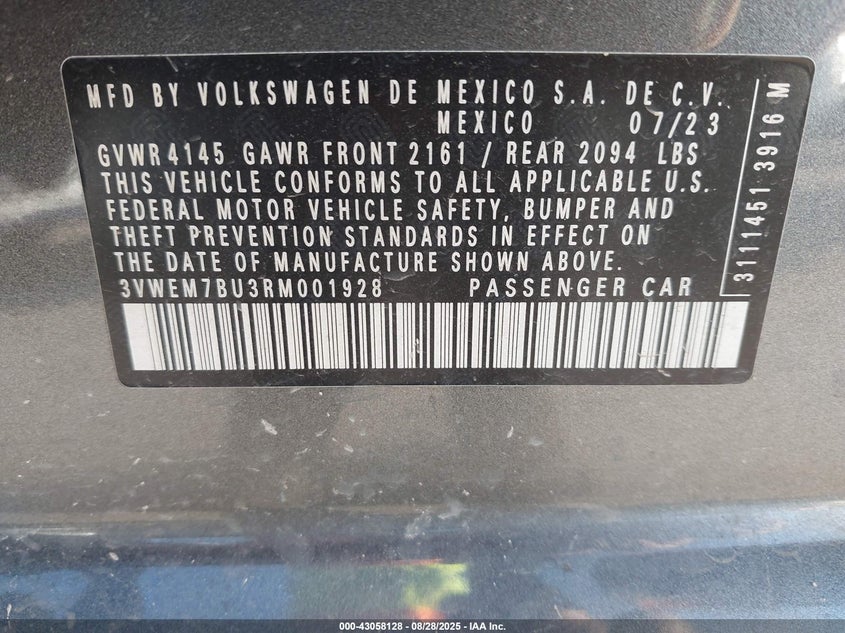 MFD BY VOLKSWAGEN DE MEXICO S.A. DE C.V.
MEXICO 07/23
GVWR 4145 GAWR FRONT 2161 / REAR 2094 LBS
THIS VEHICLE CONFORMS TO ALL APPLICABLE U.S.
FEDERAL MOTOR VEHICLE SAFETY, BUMPER AND
THEFT PREVENTION STANDARDS IN EFFECT ON
THE DATE OF MANUFACTURE SHOWN ABOVE.
3VWEM7BU3RM001928 PASSENGER CAR
3111451 3916 M
000-43058128 - 08/28/2025 - IAA Inc.